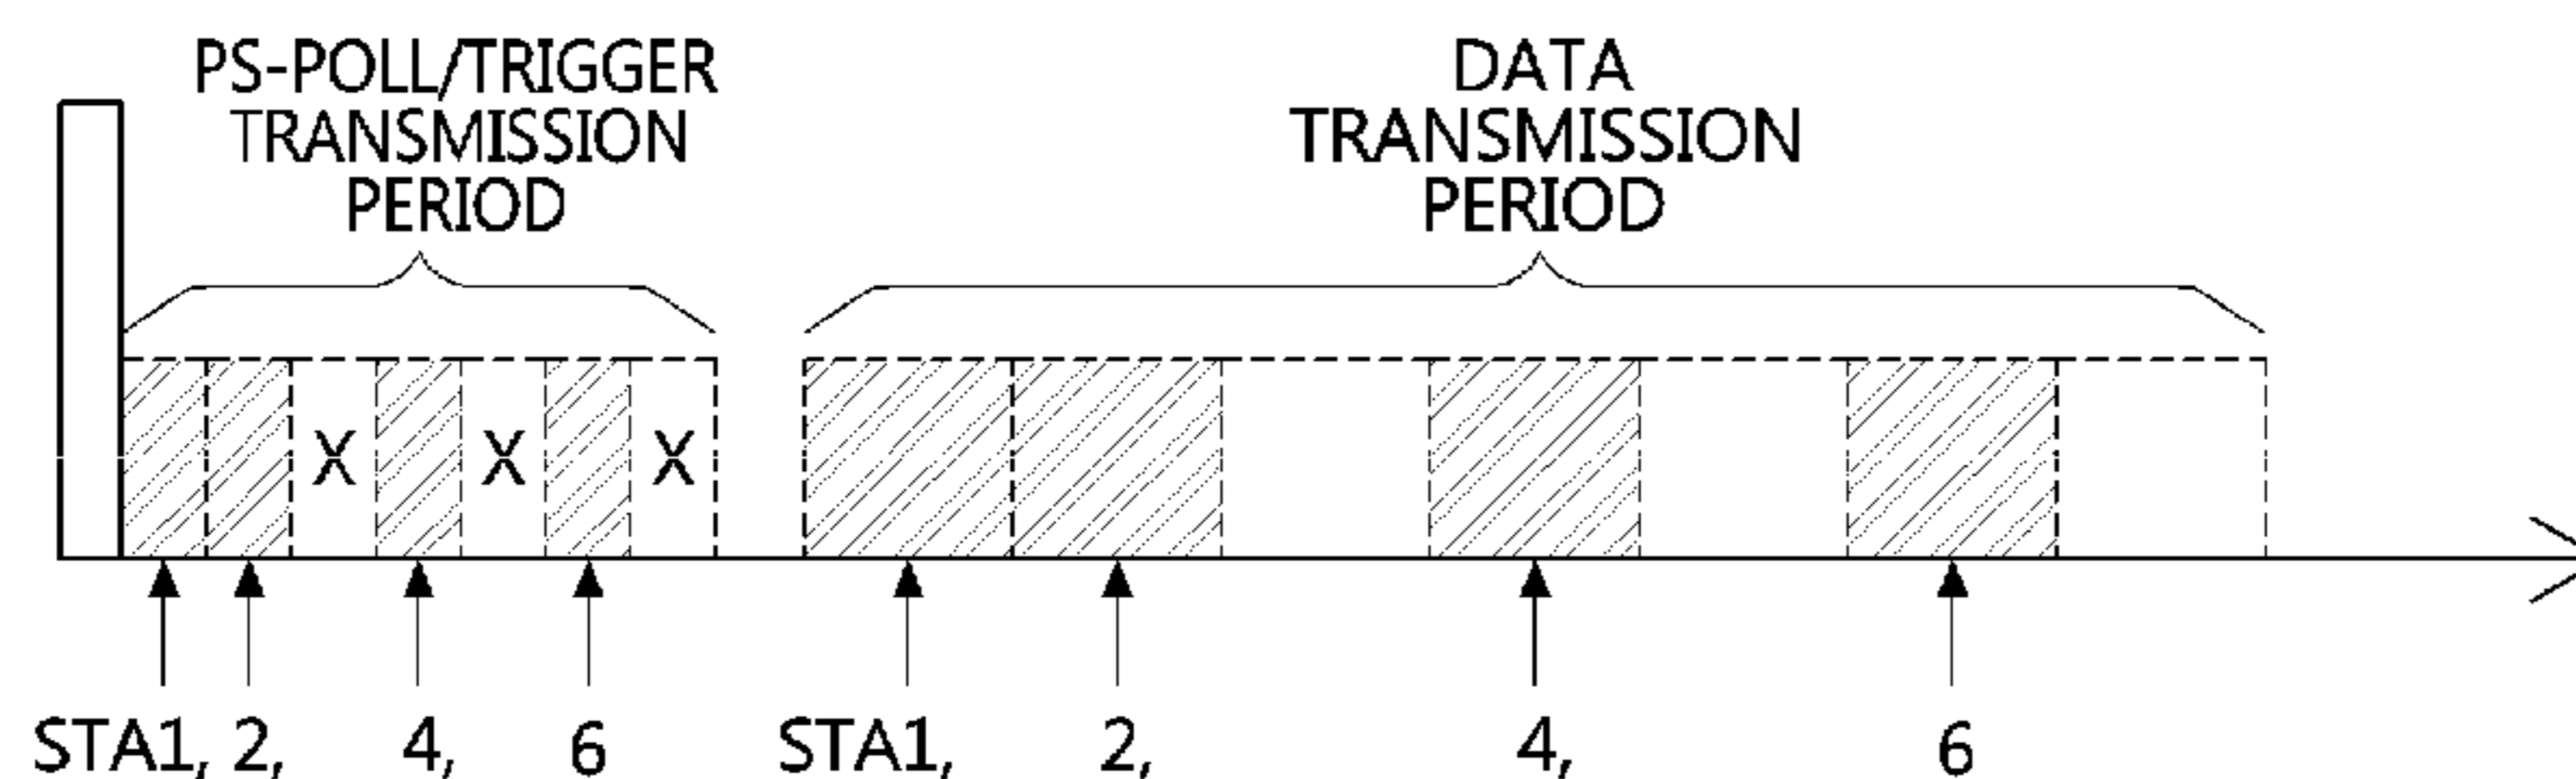 PS-POLL/TRIGGER
TRANSMISSION
PERIOD
DATA
TRANSMISSION
PERIOD
X X X
STA1, 2, 4, 6 STA1, 2, 4, 6